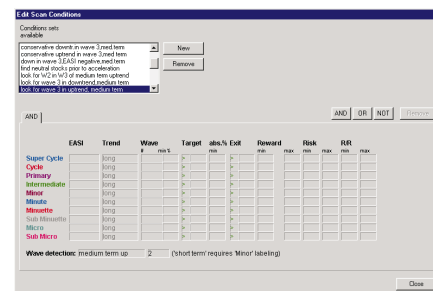 Edit Scan Conditions
Conditions sets
available
conservative downtr.in wave 3,med.term
conservative uptrend in wave 3,med term
down in wave 3,EASI negative,med.term
find neutral stocks prior to acceleration
look for W2 in W3 of medium term uptrend
look for wave 3 in downtrend,medium term
look for wave 3 in uptrend, medium term
New
Remove
AND
AND OR NOT Remove
EASI Trend Wave Target abs.% Exit Reward Risk R/R
# min % min min max min max min max
Super Cycle long > >
Cycle long > >
Primary long > >
Intermediate long > >
Minor long > >
Minute long > >
Minuette long > >
Sub Minuette long > >
Micro long > >
Sub Micro long > >
Wave detection: medium term up 2 ('short term' requires 'Minor' labeling)
Close